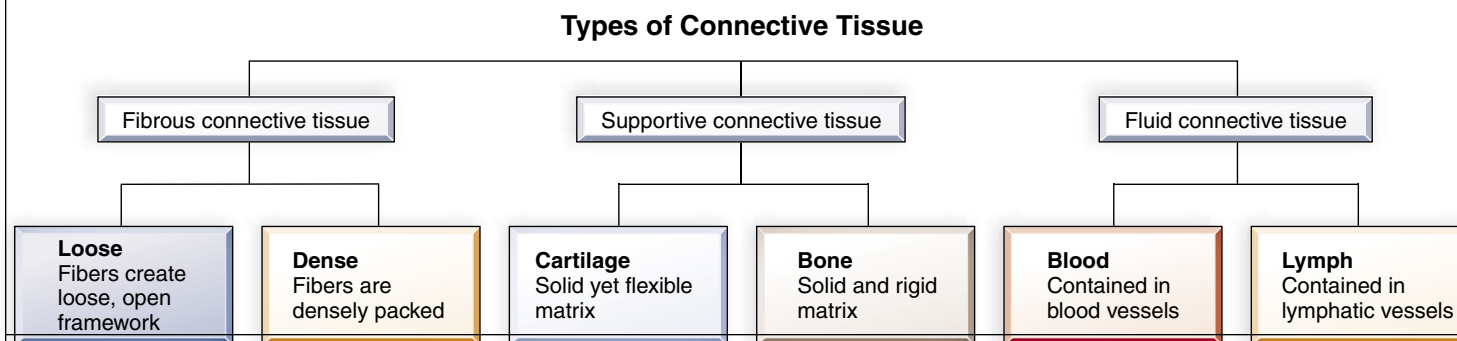 Types of Connective Tissue
Fibrous connective tissue
Supportive connective tissue
Fluid connective tissue
Loose
Fibers create
loose, open
framework
Dense
Fibers are
densely packed
Cartilage
Solid yet flexible
matrix
Bone
Solid and rigid
matrix
Blood
Contained in
blood vessels
Lymph
Contained in
lymphatic vessels